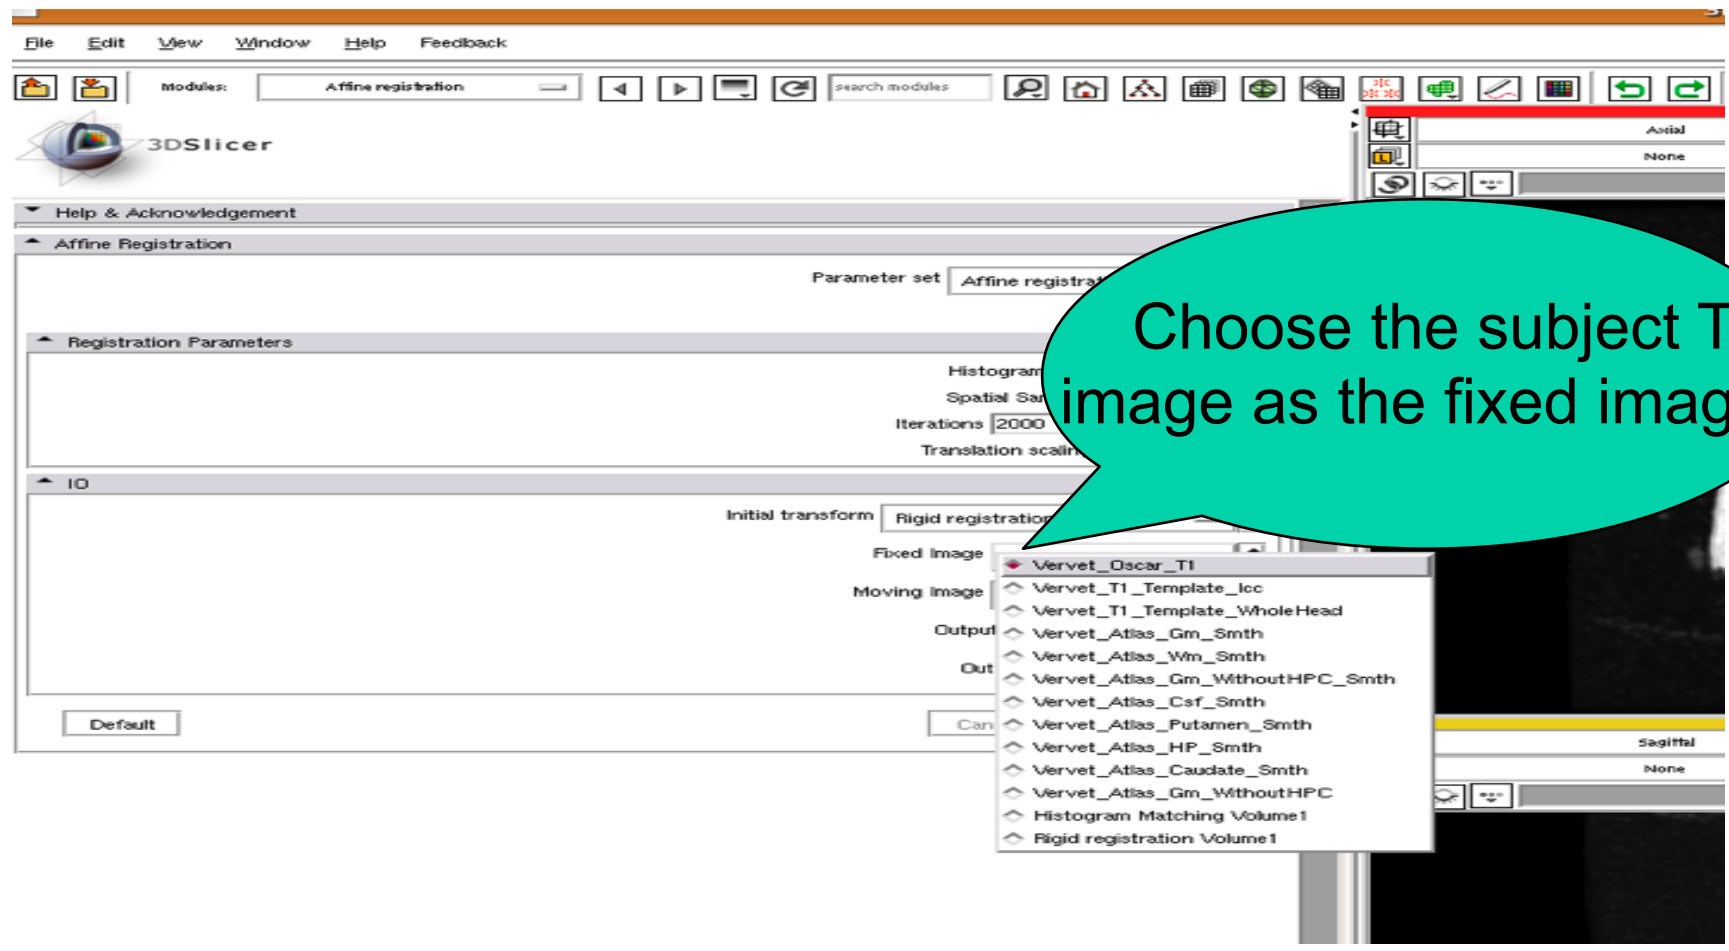 File Edit View Window Help Feedback
Modules: Affine registration search modules
3DSlicer
Axial
None
Help & Acknowledgement
Affine Registration
Parameter set Affine
Registration Parameters
Iterations 2000
Translation
IO
Initial transform Rigid registration
Fixed Image
Moving Image
Output
Choose the subject
image as the fixed
Vervet_Oscar_T1
Vervet_T1_Template_Icc
Vervet_T1_Template_WholeHead
Vervet_Atlas_Gm_Smth
Vervet_Atlas_Wm_Smth
Vervet_Atlas_Gm_WithoutHPC_Smth
Vervet_Atlas_Csf_Smth
Vervet_Atlas_Putamen_Smth
Vervet_Atlas_HP_Smth
Vervet_Atlas_Caudate_Smth
Vervet_Atlas_Gm_WithoutHPC
Histogram Matching Volume1
Rigid registration Volume1
Default
Sagittal
None